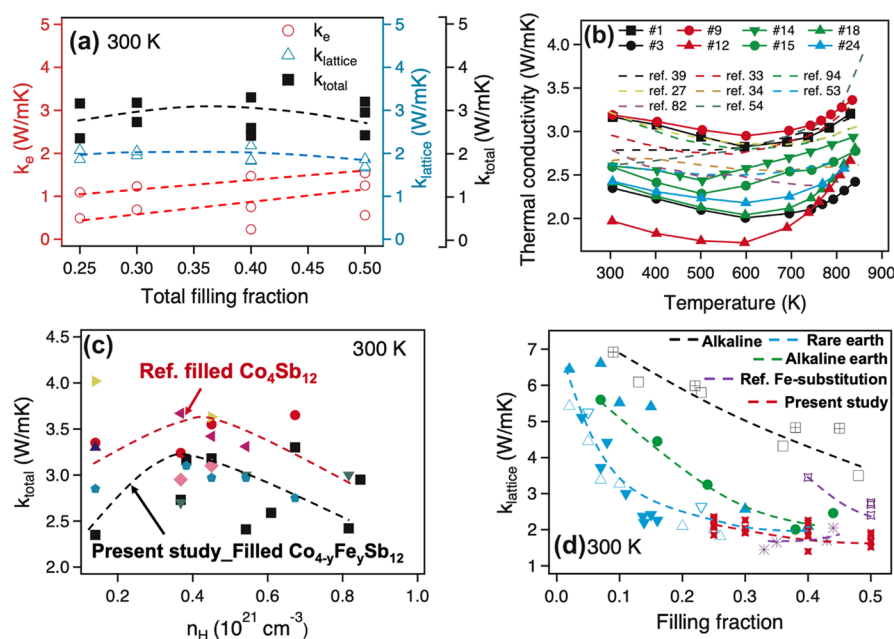 (a) 300 K
k_e
k_lattice
k_total
k_e (W/mK)
5
4
3
2
1
0
k_lattice (W/mK)
5
4
3
2
1
0
k_total (W/mK)
5
4
3
2
1
0
0.25 0.30 0.35 0.40 0.45 0.50
Total filling fraction
(b)
#1 #9 #14 #18
#3 #12 #15 #24
ref. 39 ref. 33 ref. 94
ref. 27 ref. 34 ref. 53
ref. 82 ref. 54
Thermal conductivity (W/mK)
4.0
3.5
3.0
2.5
2.0
300 400 500 600 700 800 900
Temperature (K)
(c) 300 K
Ref. filled Co4Sb12
Present study_Filled Co4-yFeySb12
k_total (W/mK)
4.5
4.0
3.5
3.0
2.5
2.0
0.2 0.4 0.6 0.8 1.0
n_H (10^21 cm^-3)
Alkaline Rare earth
Alkaline earth
Ref. Fe-substitution
Present study
(d) 300 K
k_lattice
7
6
5
4
3
2
1
0.0 0.1 0.2 0.3 0.4 0.5
Filling fraction